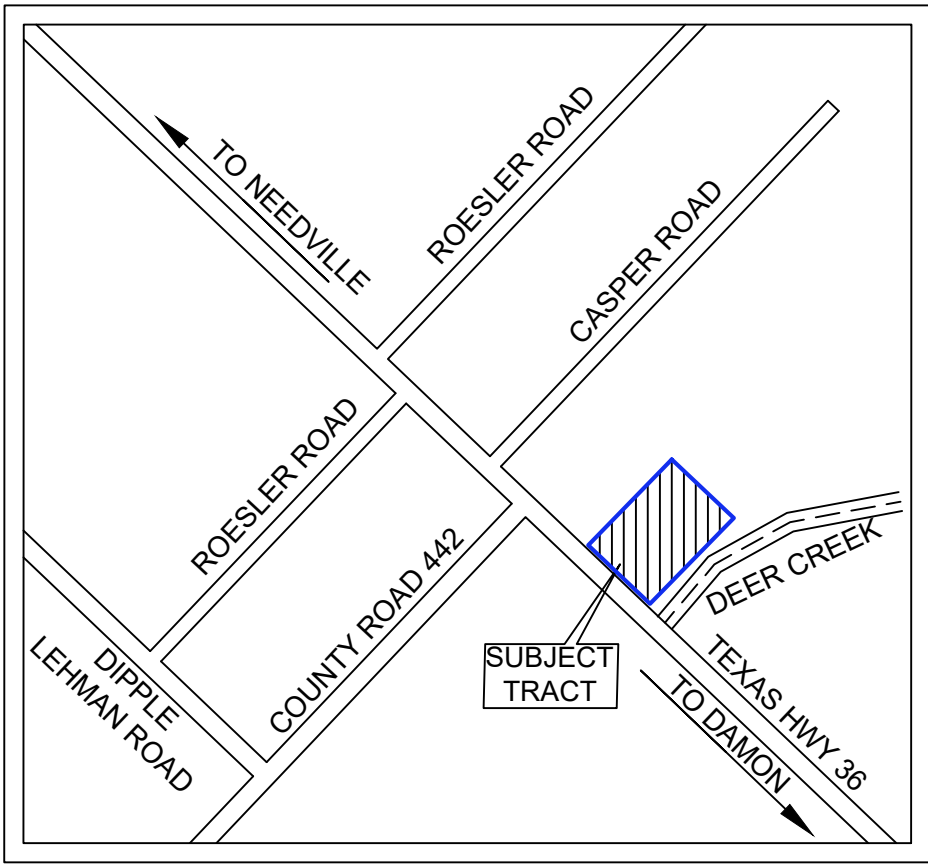 TO NEEDVILLE
ROESLER ROAD
CASPER ROAD
ROESLER ROAD
COUNTY ROAD 442
DEER CREEK
DIPPLE
LEHMAN ROAD
SUBJECT
TRACT
TEXAS HWY 36
TO DAMON